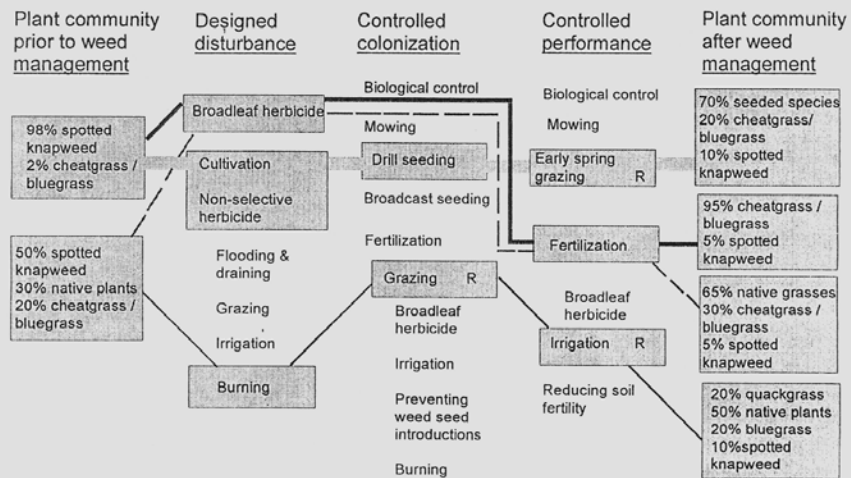 Plant community
prior to weed
management
Designed
disturbance
Controlled
colonization
Controlled
performance
Plant community
after weed
management
98% spotted
knapweed
2% cheatgrass /
bluegrass
50% spotted
knapweed
30% native plants
20% cheatgrass /
bluegrass
Broadleaf herbicide
Cultivation
Non-selective
herbicide
Flooding &
draining
Grazing
Irrigation
Burning
Biological control
Mowing
Drill seeding
Broadcast seeding
Fertilization
Grazing R
Broadleaf
herbicide
Irrigation
Preventing
weed seed
introductions
Burning
Biological control
Mowing
Early spring
grazing R
Fertilization
Broadleaf
herbicide
Irrigation R
Reducing soil
fertility
70% seeded species
20% cheatgrass/
bluegrass
10% spotted
knapweed
95% cheatgrass /
bluegrass
5% spotted
knapweed
65% native grasses
30% cheatgrass /
bluegrass
5% spotted
knapweed
20% quackgrass
50% native plants
20% bluegrass
10%spotted
knapweed